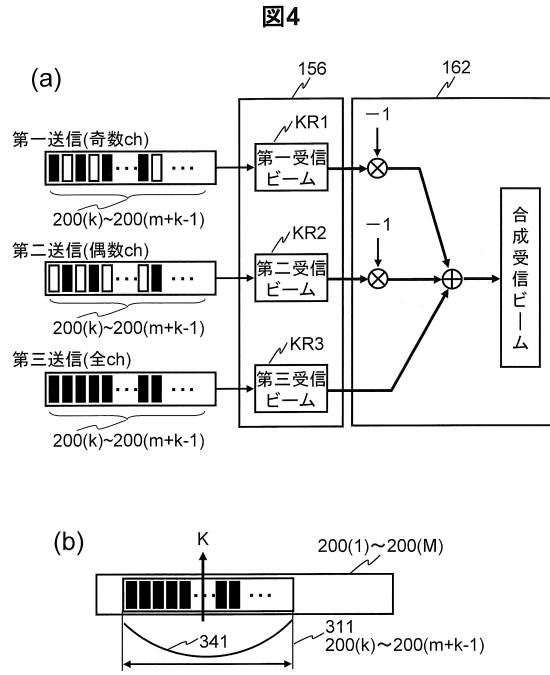 図4
(a)
156
162
第一送信(奇数ch)
KR1
第一受信
ビーム
－1
200(k)~200(m+k-1)
第二送信(偶数ch)
KR2
第二受信
ビーム
－1
合成受信ビーム
200(k)~200(m+k-1)
第三送信(全ch)
KR3
第三受信
ビーム
200(k)~200(m+k-1)
(b)
K
200(1)～200(M)
341
311
200(k)～200(m+k-1)